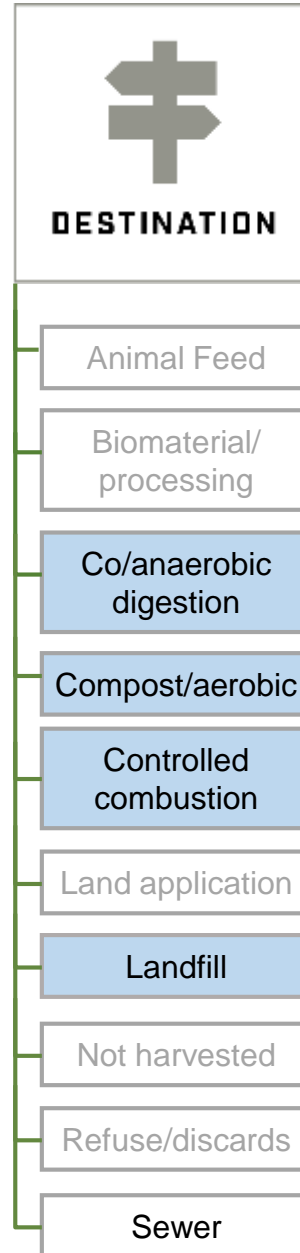 DESTINATION
Animal Feed
Biomaterial/
processing
Co/anaerobic
digestion
Compost/aerobic
Controlled
combustion
Land application
Landfill
Not harvested
Refuse/discards
Sewer